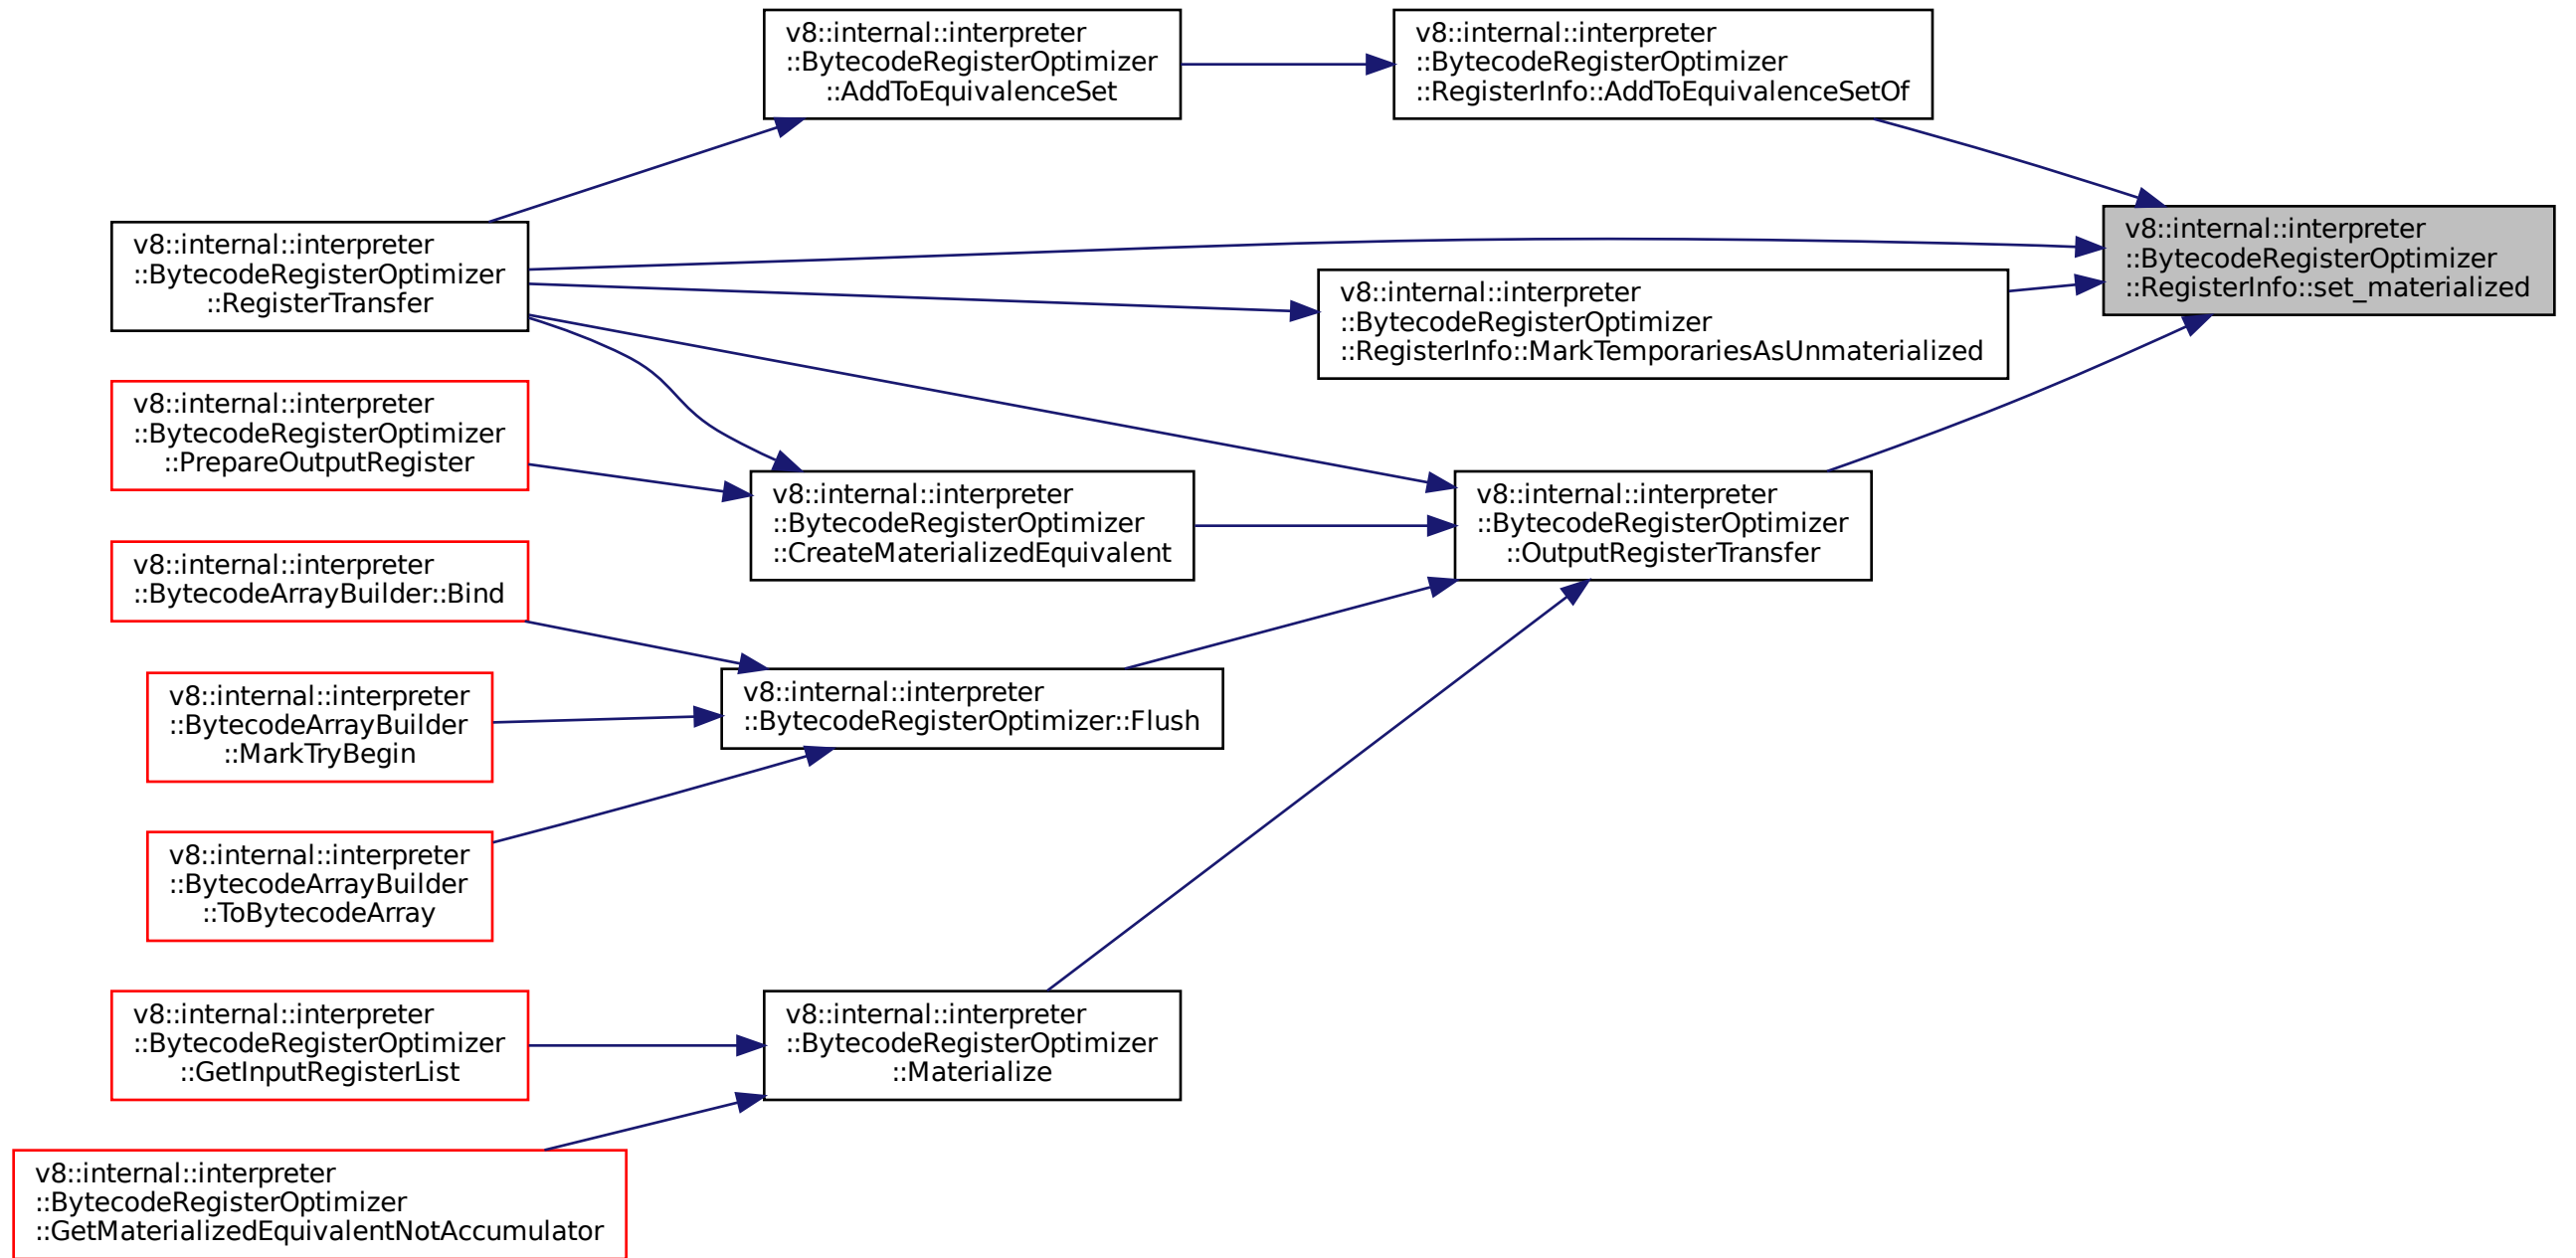 v8::internal::interpreter
::BytecodeRegisterOptimizer
::AddToEquivalenceSet
v8::internal::interpreter
::BytecodeRegisterOptimizer
::RegisterInfo::AddToEquivalenceSetOf
v8::internal::interpreter
::BytecodeRegisterOptimizer
::RegisterInfo::set_materialized
v8::internal::interpreter
::BytecodeRegisterOptimizer
::RegisterTransfer
v8::internal::interpreter
::BytecodeRegisterOptimizer
::RegisterInfo::MarkTemporariesAsUnmaterialized
v8::internal::interpreter
::BytecodeRegisterOptimizer
::PrepareOutputRegister
v8::internal::interpreter
::BytecodeRegisterOptimizer
::CreateMaterializedEquivalent
v8::internal::interpreter
::BytecodeRegisterOptimizer
::OutputRegisterTransfer
v8::internal::interpreter
::BytecodeArrayBuilder::Bind
v8::internal::interpreter
::BytecodeArrayBuilder
::MarkTryBegin
v8::internal::interpreter
::BytecodeRegisterOptimizer::Flush
v8::internal::interpreter
::BytecodeArrayBuilder
::ToBytecodeArray
v8::internal::interpreter
::BytecodeRegisterOptimizer
::GetInputRegisterList
v8::internal::interpreter
::BytecodeRegisterOptimizer
::Materialize
v8::internal::interpreter
::BytecodeRegisterOptimizer
::GetMaterializedEquivalentNotAccumulator